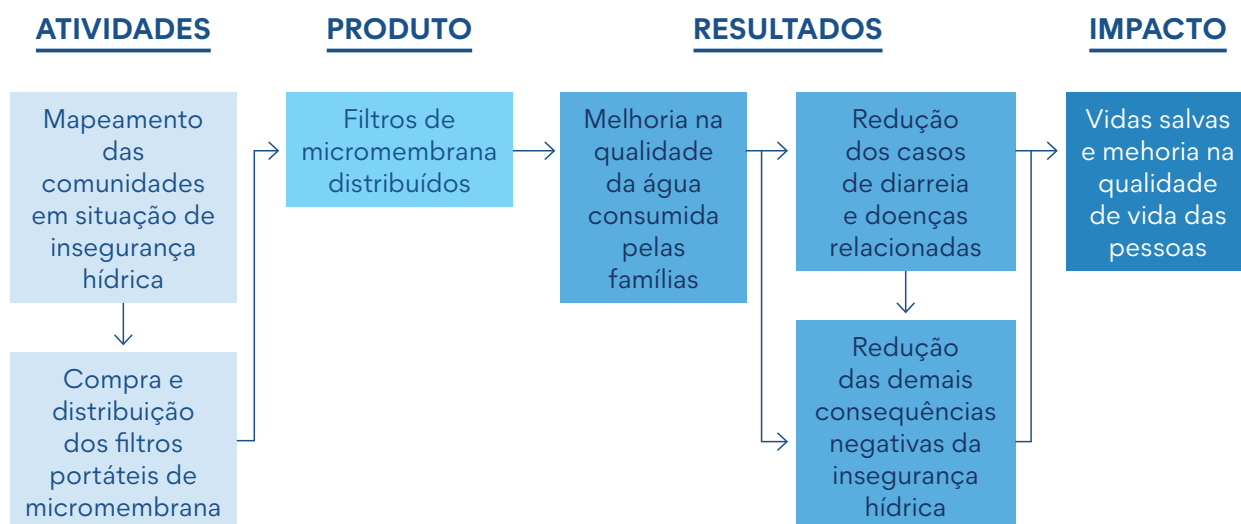 ATIVIDADES
PRODUTO
RESULTADOS
IMPACTO
Mapeamento
das
comunidades
em situação de
insegurança
hídrica
Compra e
distribuição
dos filtros
portáteis de
micromembrana
Filtros de
micromembrana
distribuídos
Melhoria na
qualidade
da água
consumida
pelas
famílias
Redução
dos casos
de diarreia
e doenças
relacionadas
Redução
das demais
consequências
negativas da
insegurança
hídrica
Vidas salvas
e mehoria na
qualidade
de vida das
pessoas